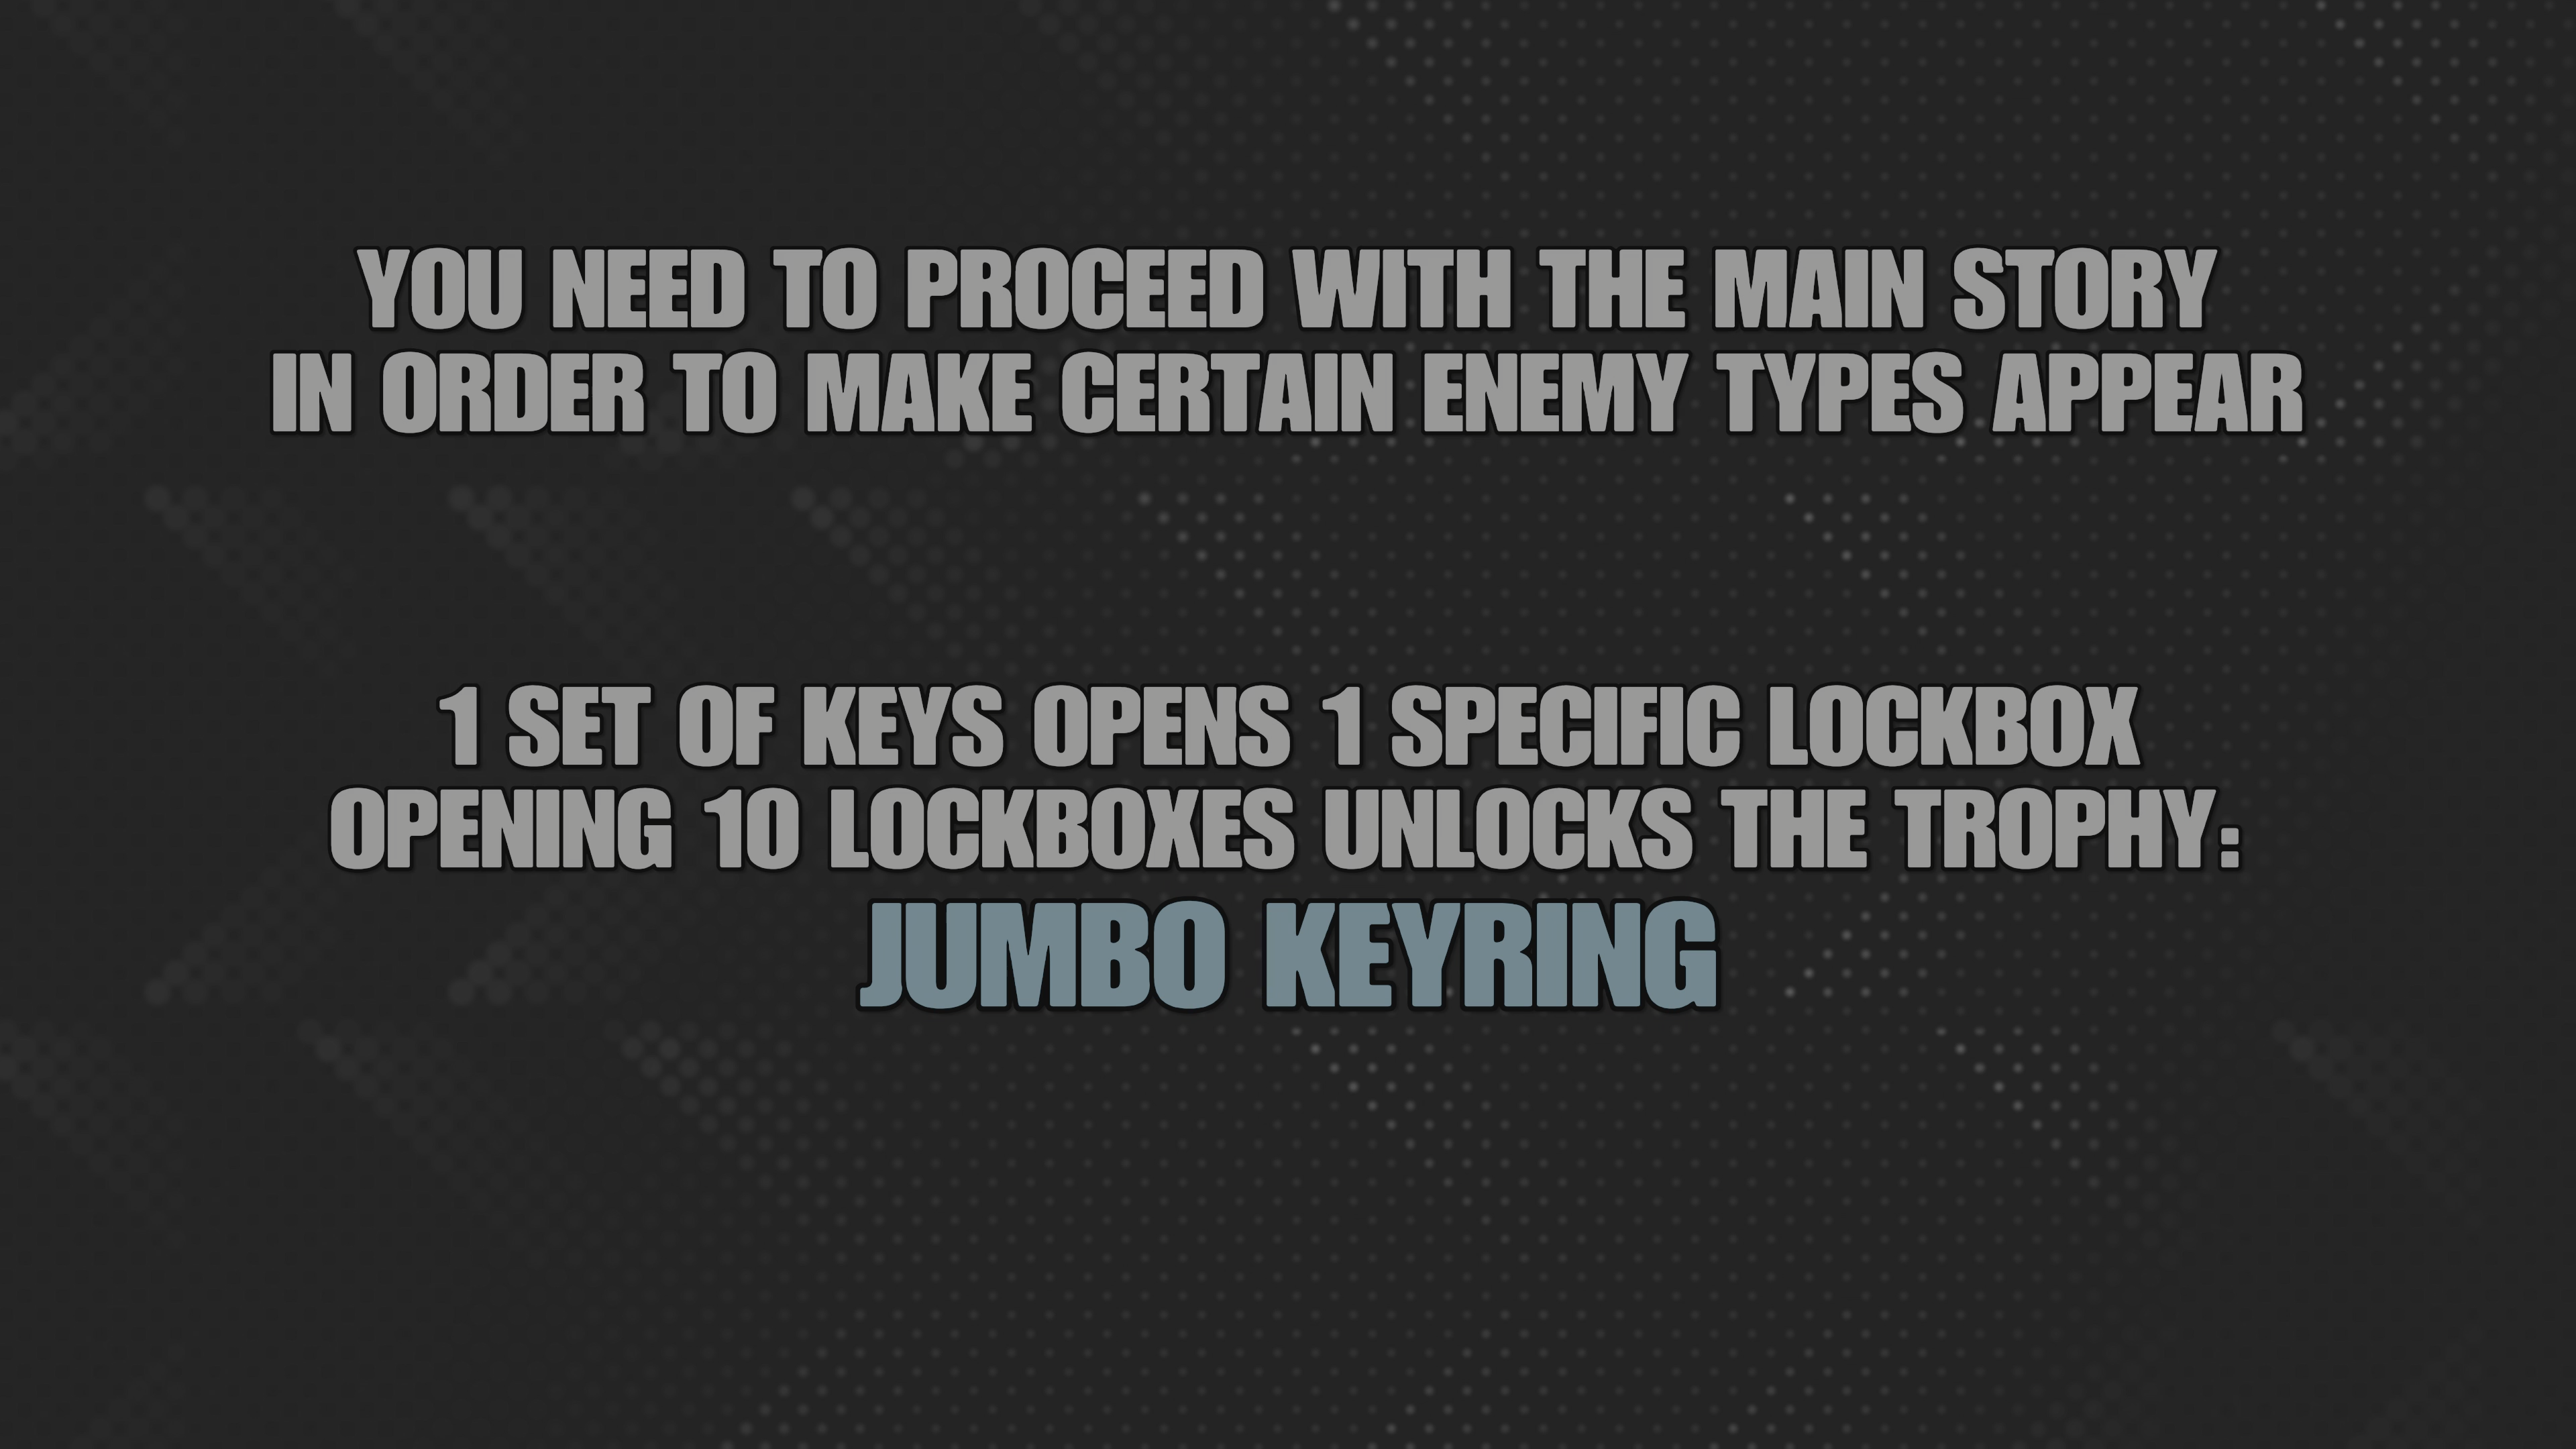 YOU NEED TO PROCEED WITH THE MAIN STORY
IN ORDER TO MAKE CERTAIN ENEMY TYPES APPEAR
1 SET OF KEYS OPENS 1 SPECIFIC LOCKBOX
OPENING 10 LOCKBOXES UNLOCKS THE TROPHY:
JUMBO KEYRING